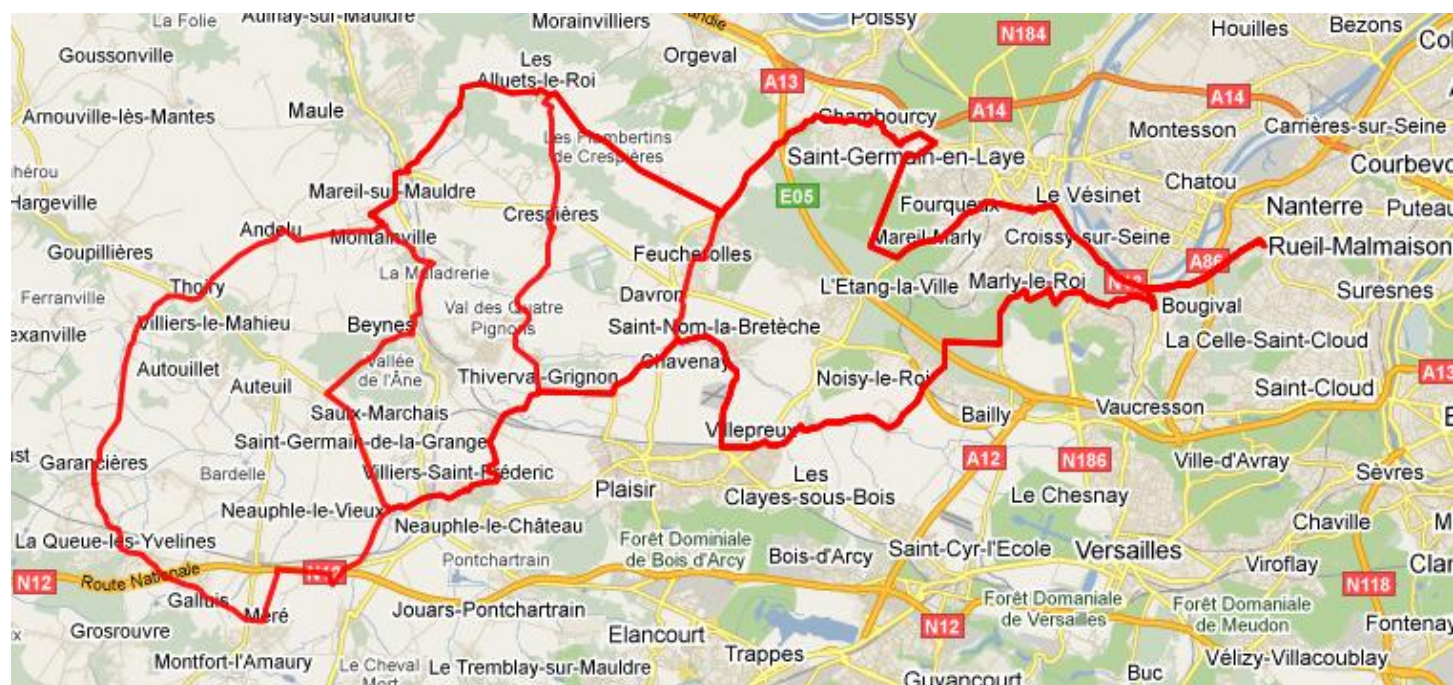 La Folie
Aulnay-sur-Mauldre
Morainvilliers
Poissy
Houilles
Bezons
Goussonville
Les
Alluets-le-Roi
Orgeval
N184
A13
A14
A14
Arnouville-lès-Mantes
Maule
Chambourcy
Montesson
Carrières-sur-Seine
Les Flambertins
de Crespières
Saint-Germain-en-Laye
Courbevo
Hargeville
Mareil-sur-Mauldre
Crespières
E05
Fourqueux
Le Vésinet
Chatou
Nanterre
Puteau
Goupillières
Andelu
Montainville
Feucherolles
Mareil-Marly
Croissy-sur-Seine
Rueil-Malmaison
La Maladrerie
A86
Ferranville
Thoiry
Davron
L'Etang-la-Ville
Marly-le-Roi
N13
Suresnes
Val des Quatre
Pignons
Bougival
Villiers-le-Mahieu
Beynes
Saint-Nom-la-Bretèche
La Celle-Saint-Cloud
Autouillet
Vallée
de l'Âne
Chavenay
A13
Auteuil
Thiverval-Grignon
Noisy-le-Roi
Saint-Cloud
Saulx-Marchais
Bailly
Vaucresson
Saint-Germain-de-la-Grange
Villepreux
Garancières
Bardelle
Villiers-Saint-Fréderic
A12
N186
Ville-d'Avray
Sèvres
Plaisir
Les
Clayes-sous-Bois
Le Chesnay
Neauphle-le-Vieux
Neauphle-le-Château
Chaville
La Queue-les-Yvelines
Forêt Dominiale
de Bois d'Arcy
Bois-d'Arcy
Saint-Cyr-l'Ecole
Versailles
Viroflay
Pontchartrain
N12
Route Nationale
N12
N118
Galluis
Méré
Jouars-Pontchartrain
Forêt Domaniale
de Versailles
Forêt Domaniale
de Meudon
Grosrouvre
Elancourt
N12
Fontenay
Montfort-l'Amaury
Le Cheval
Mort
Le Tremblay-sur-Mauldre
Trappes
Guyancourt
Buc
Vélizy-Villacoublay